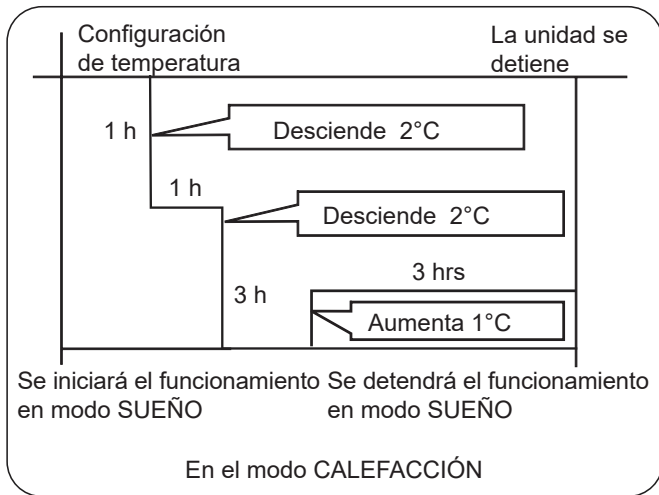 Configuración
de temperatura
La unidad se
detiene
1 h
Desciende 2°C
1 h
Desciende 2°C
3 hrs
3 h
Aumenta 1°C
Se iniciará el funcionamiento
en modo SUEÑO
Se detendrá el funcionamiento
en modo SUEÑO
En el modo CALEFACCIÓN